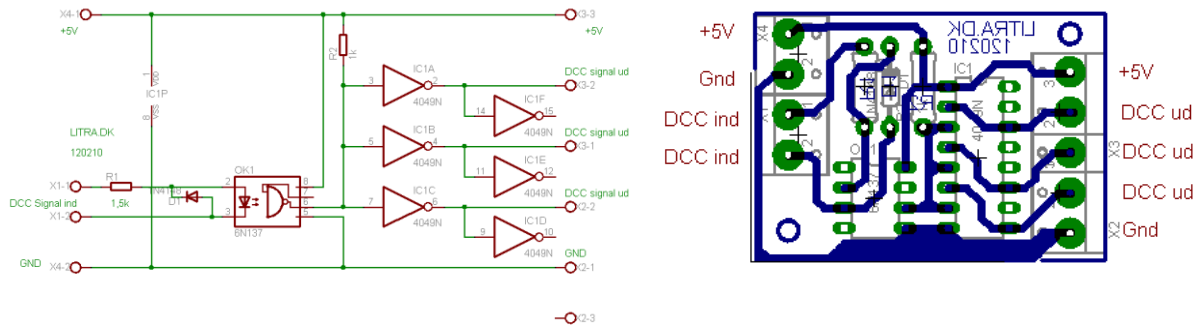 X4-1
+5V
X3-3
+5V
R2
1k
1
Vdd
IC1P
Vss
8
3
IC1A
2
4049N
DCC signal ud
X3-2
14
IC1F
15
4049N
LITRA.DK
120210
5
IC1B
4
4049N
DCC signal ud
X3-1
11
IC1E
12
4049N
X1-1
R1
1,5k
1N4148
D1
DCC Signal ind
X1-2
OK1
2
3
8
7
6
5
6N137
7
IC1C
6
4049N
DCC signal ud
X2-2
9
IC1D
10
4049N
GND
X4-2
GND
X2-1
X2-3
+5V
Gnd
DCC ind
DCC ind
X4
X1
LITRA.DK
120210
IC1
+5V
DCC ud
DCC ud
DCC ud
Gnd
X3
X2